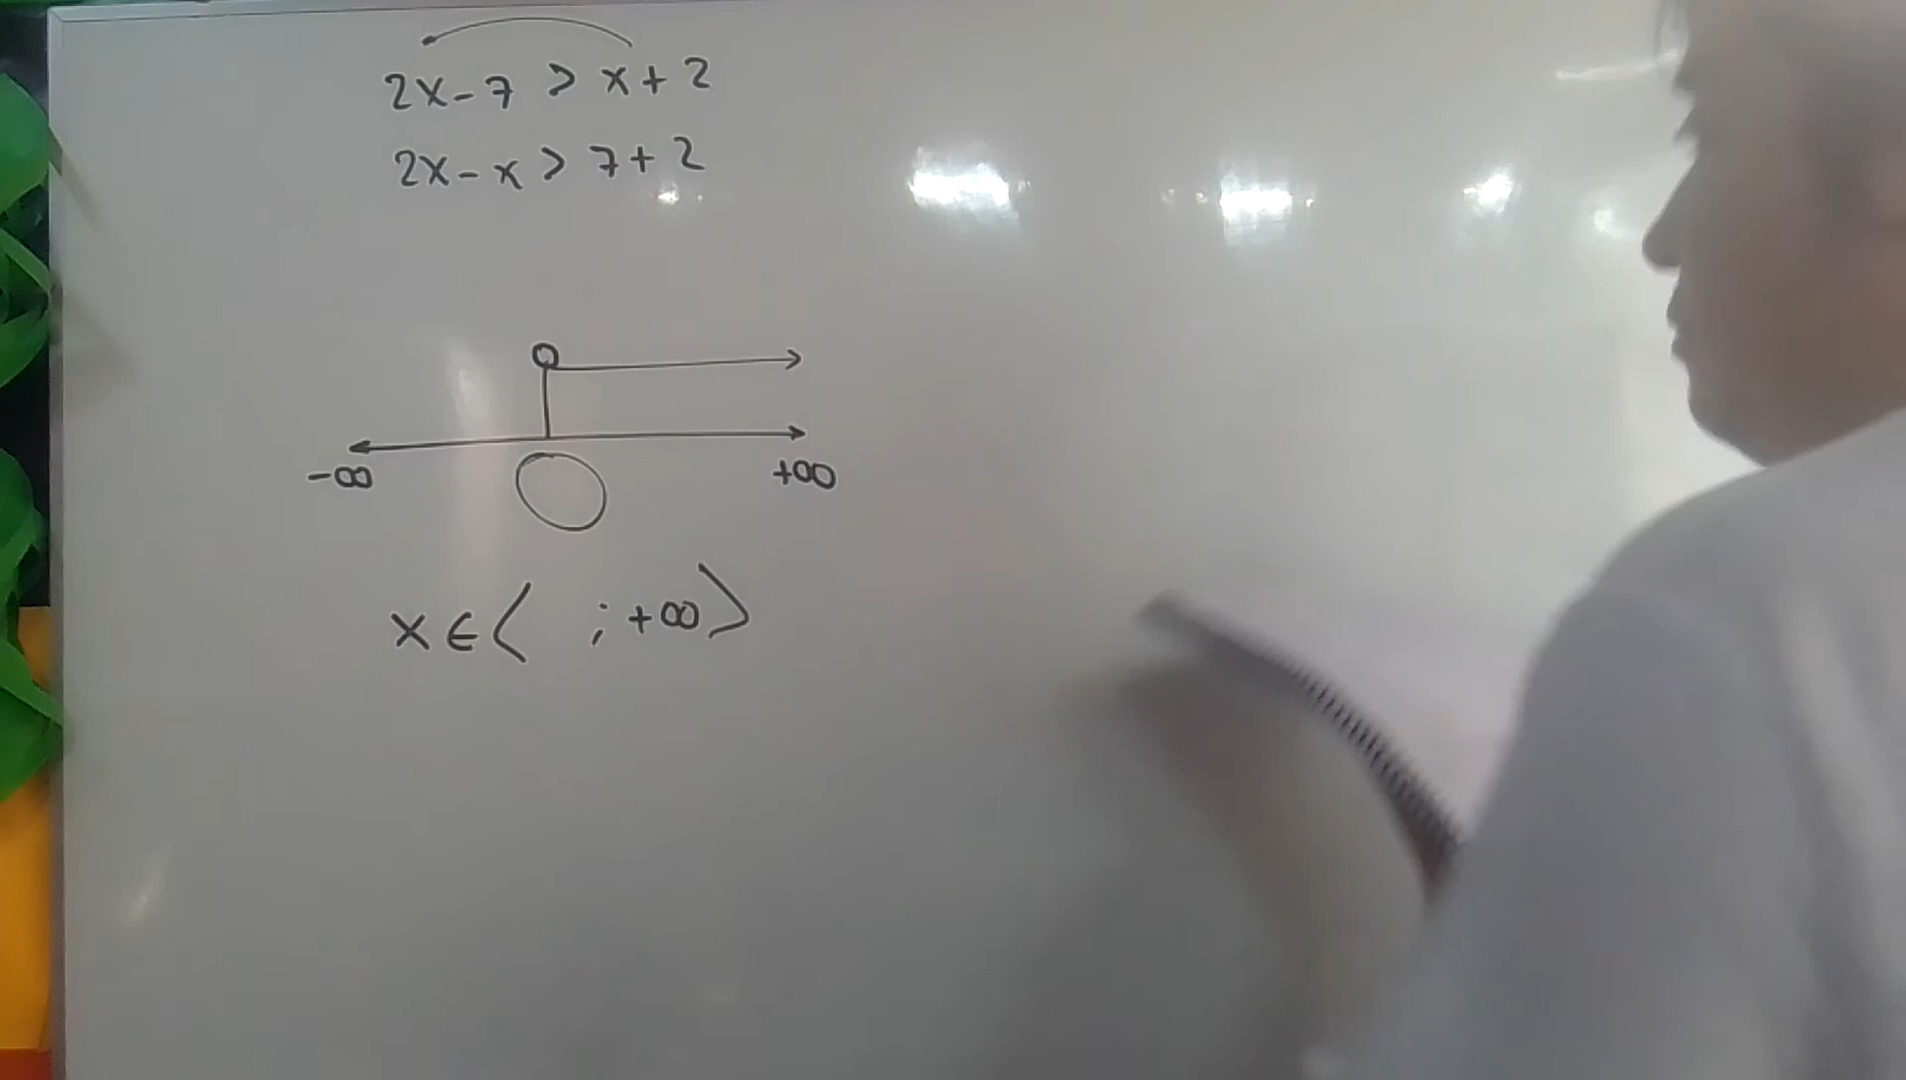 2x-7 > x+2
2x-x > 7+2
-∞ +∞
x∈⟨ ;+∞⟩